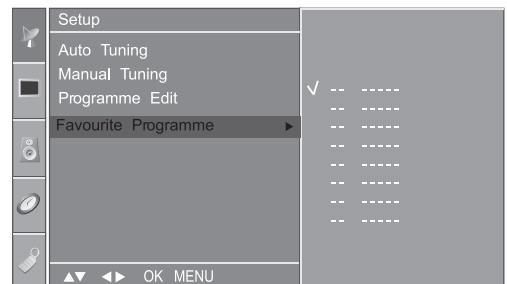 Setup
Auto Tuning
Manual Tuning
Programme Edit
Favourite Programme ▶
√ -- -----
-- -----
-- -----
-- -----
-- -----
-- -----
-- -----
-- -----
▲▼ ◀▶ OK MENU